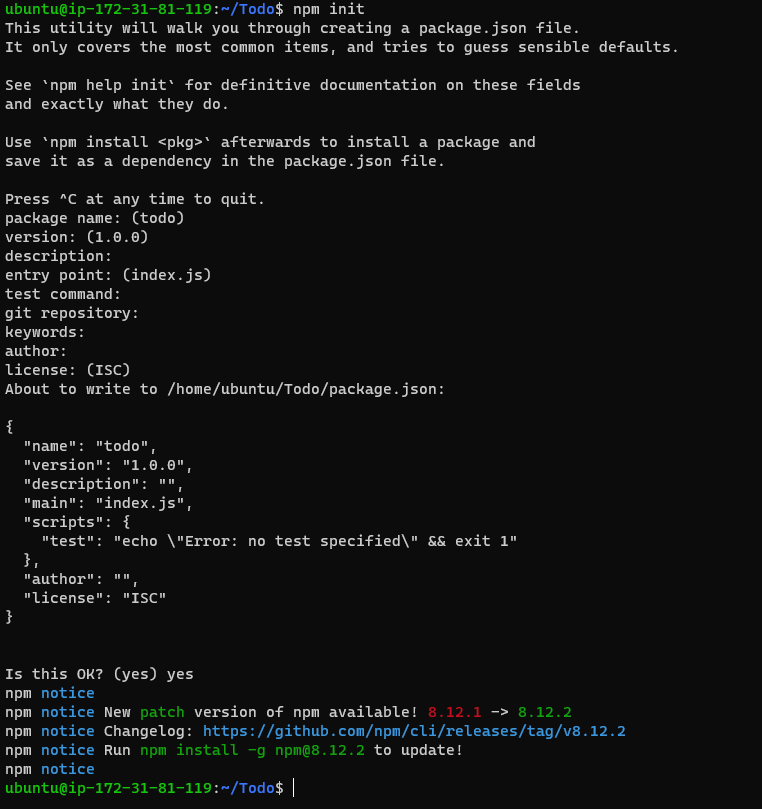 ubuntu@ip-172-31-81-119:~/Todo$ npm init
This utility will walk you through creating a package.json file.
It only covers the most common items, and tries to guess sensible defaults.

See `npm help init` for definitive documentation on these fields
and exactly what they do.

Use `npm install <pkg>` afterwards to install a package and
save it as a dependency in the package.json file.

Press ^C at any time to quit.
package name: (todo)
version: (1.0.0)
description:
entry point: (index.js)
test command:
git repository:
keywords:
author:
license: (ISC)
About to write to /home/ubuntu/Todo/package.json:

{
  "name": "todo",
  "version": "1.0.0",
  "description": "",
  "main": "index.js",
  "scripts": {
    "test": "echo \"Error: no test specified\" && exit 1"
  },
  "author": "",
  "license": "ISC"
}


Is this OK? (yes) yes
npm notice
npm notice New patch version of npm available! 8.12.1 -> 8.12.2
npm notice Changelog: https://github.com/npm/cli/releases/tag/v8.12.2
npm notice Run npm install -g npm@8.12.2 to update!
npm notice
ubuntu@ip-172-31-81-119:~/Todo$